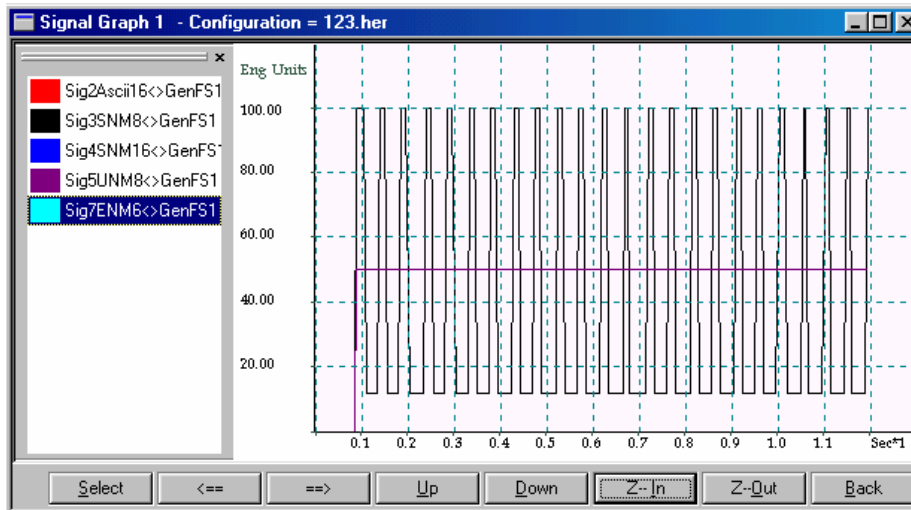 Signal Graph 1 - Configuration = 123.her
Sig2Ascii16<>GenFS1
Sig3SNM8<>GenFS1
Sig4SNM16<>GenFS1
Sig5UNM8<>GenFS1
Sig7ENM6<>GenFS1
Eng Units
100.00
80.00
60.00
40.00
20.00
0.1 0.2 0.3 0.4 0.5 0.6 0.7 0.8 0.9 1.0 1.1 Sec*1
Select <== ==> Up Down Z--In Z--Out Back